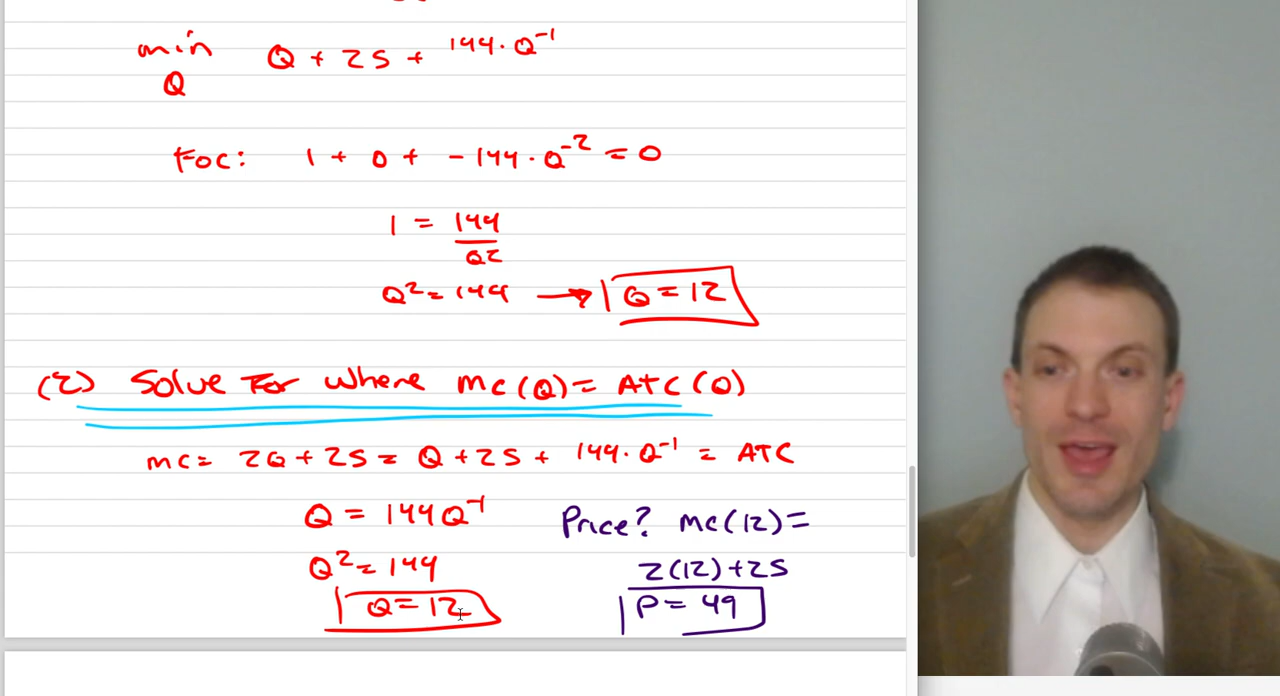 min Q + 25 + 144·Q⁻¹
Q
FOC: 1 + 0 + -144·Q⁻² = 0
1 = 144
Q2
Q² = 144 → Q = 12
(2) Solve For where MC(Q) = ATC(Q)
MC = 2Q + 25 = Q + 25 + 144·Q⁻¹ = ATC
Q = 144Q⁻¹
Q² = 144
Q = 12
Price? MC(12) =
2(12)+25
P = 49